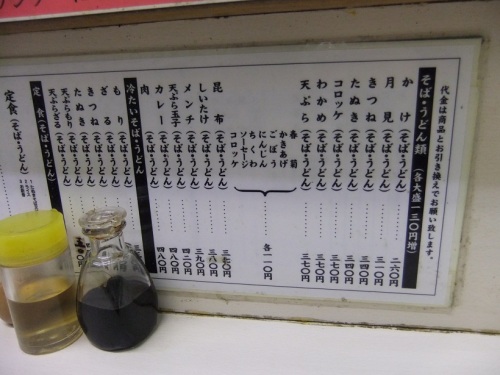 代金は商品とお引き換えでお願い致します。
そば・うどん類（各大盛一三〇円増）
かけ（そば・うどん） 二六〇円
月見（そば・うどん） 三一〇円
きつね（そば・うどん） 三四〇円
たぬき（そば・うどん） 三四〇円
コロッケ（そば・うどん） 三七〇円
わかめ（そば・うどん） 三七〇円
天ぷら（そば・うどん） 三七〇円
春菊
かきあげ
ごぼう
にんじん
ちくわ
ソーセージ
コロッケ
各一一〇円
昆布（そば・うどん） 三七〇円
しいたけ（そば・うどん） 三八〇円
メンチ（そば・うどん） 三九〇円
天ぷら玉子（そば・うどん） 四二〇円
カレー（そば・うどん） 四八〇円
肉（そば・うどん） 四八〇円
冷たいそば・うどん
もり（そば・うどん）
ざる（そば・うどん）
きつね（そば・うどん）
たぬき（そば・うどん）
天ぷらもり（そば・うどん）
天ぷらざる（そば・うどん）
定食（そば・うどん）
定食（そば・うどん）